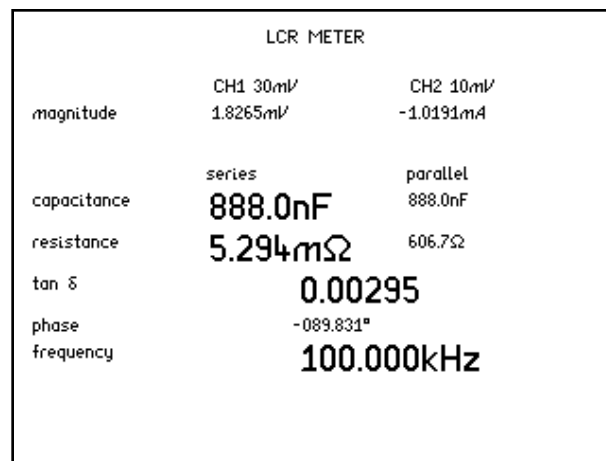 LCR METER
CH1 30mV CH2 10mV
magnitude 1.8265mV -1.0191mA
series parallel
capacitance 888.0nF 888.0nF
resistance 5.294mΩ 606.7Ω
tan δ 0.00295
phase -089.831°
frequency 100.000kHz